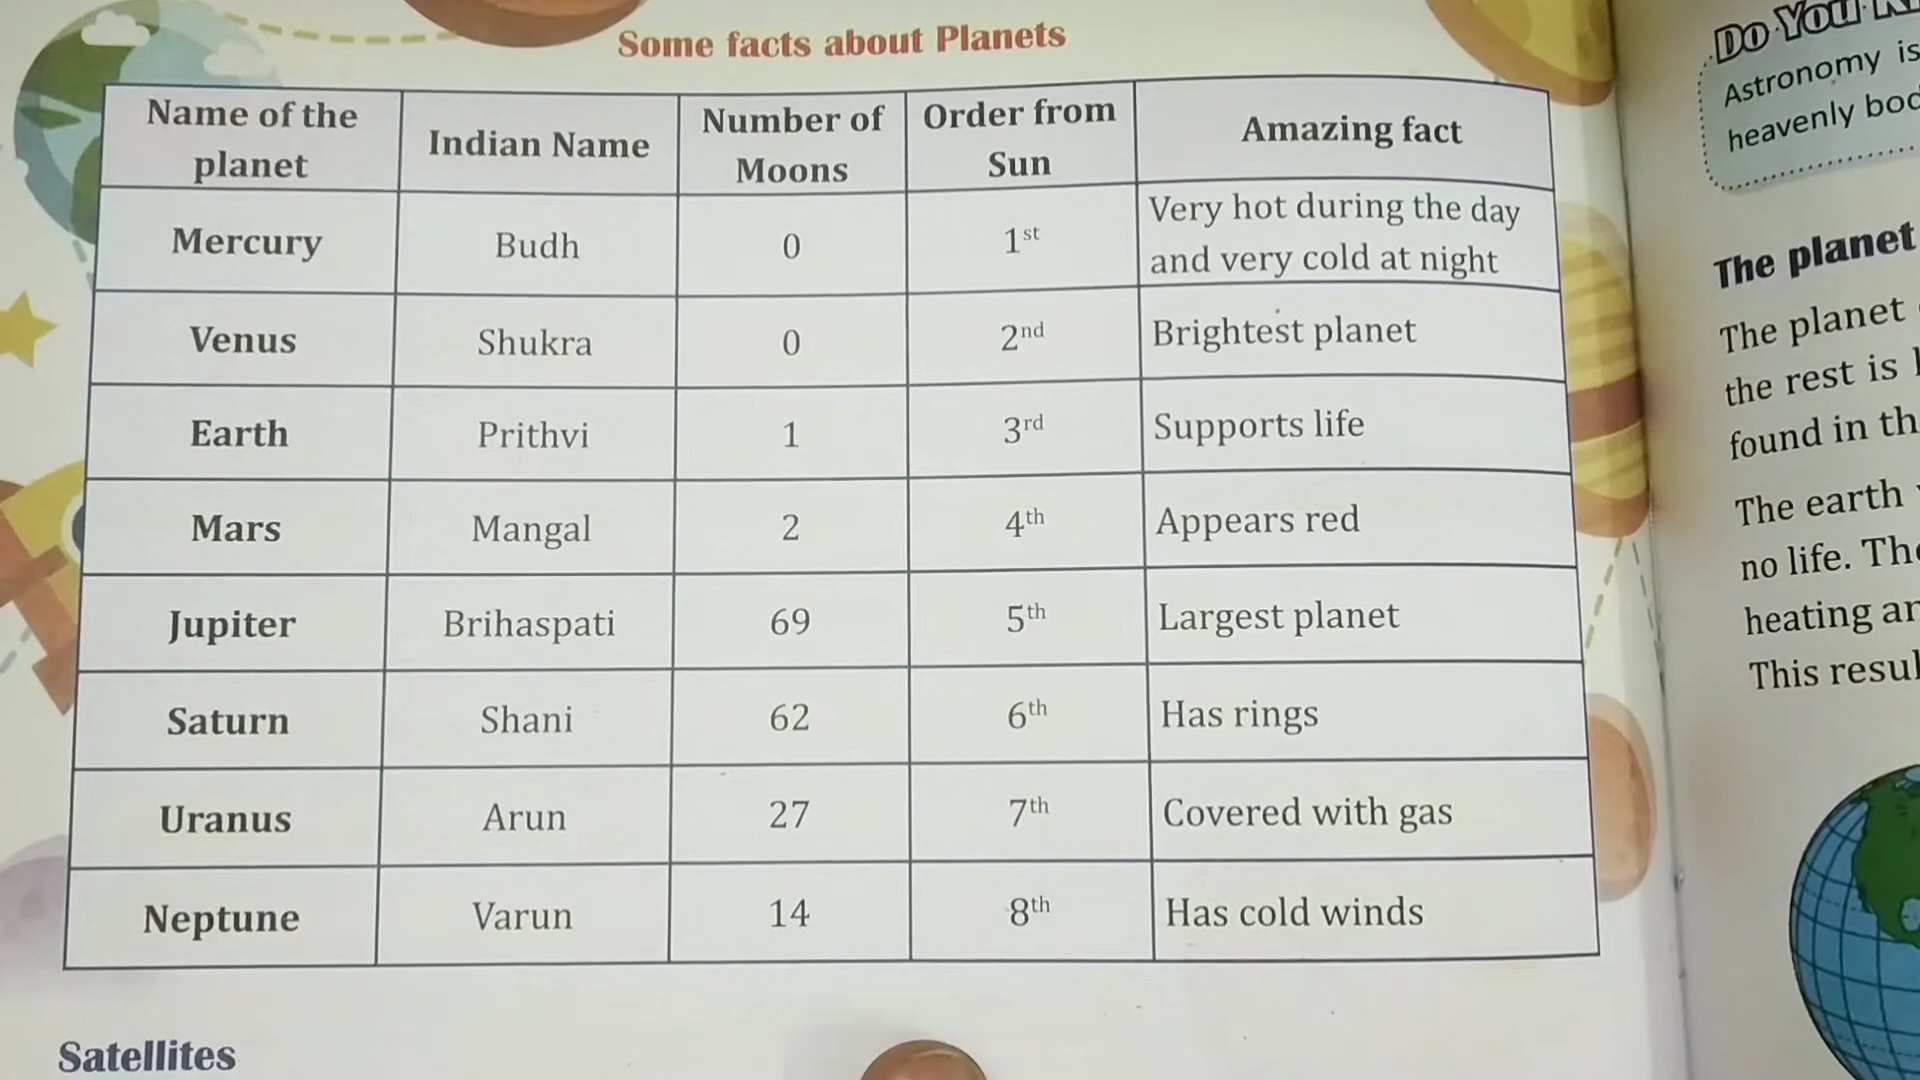 Some facts about Planets
Name of the planet Indian Name Number of Moons Order from Sun Amazing fact
Mercury Budh 0 1st Very hot during the day and very cold at night
Venus Shukra 0 2nd Brightest planet
Earth Prithvi 1 3rd Supports life
Mars Mangal 2 4th Appears red
Jupiter Brihaspati 69 5th Largest planet
Saturn Shani 62 6th Has rings
Uranus Arun 27 7th Covered with gas
Neptune Varun 14 8th Has cold winds
Satellites
Do You
Astronomy is
heavenly
The planet
The planet
the rest is
found in
The earth
no life.
heating
This